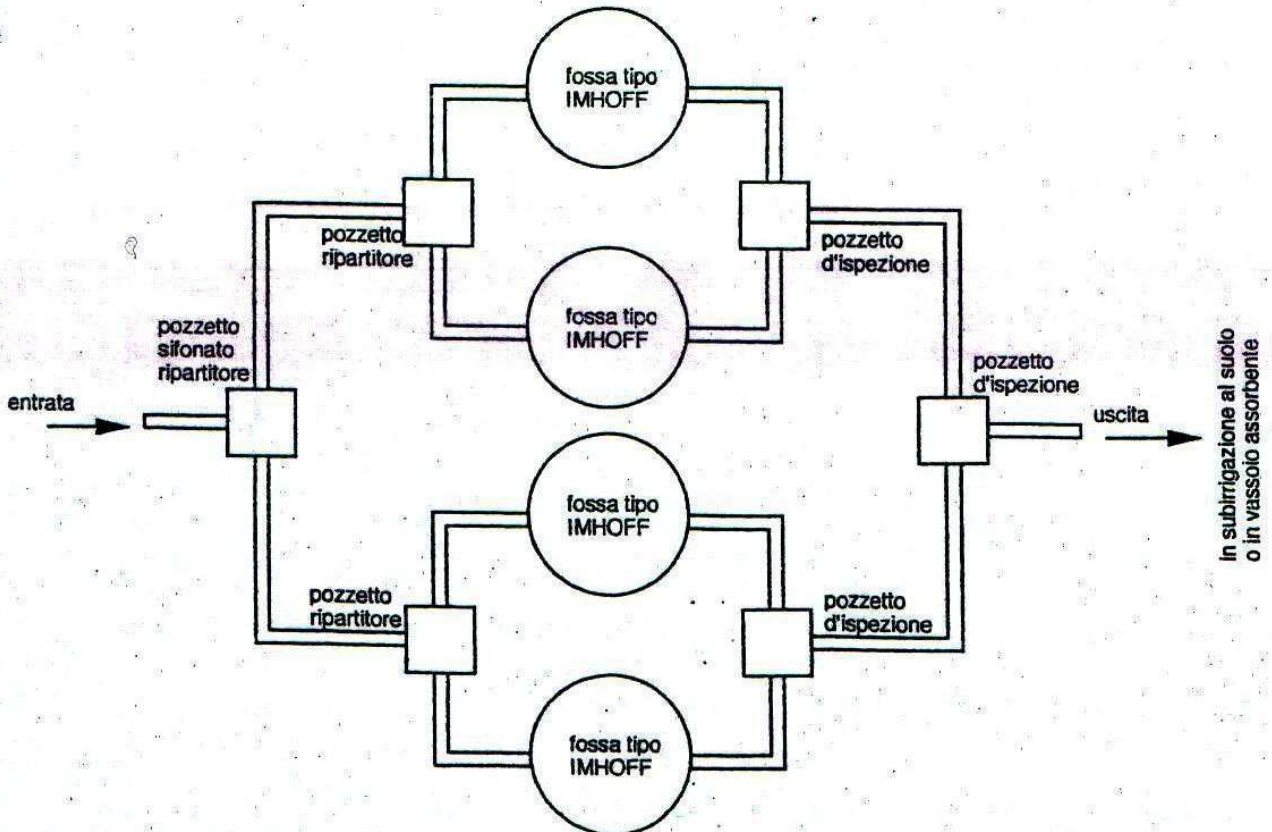 fossa tipo
IMHOFF
pozzetto
ripartitore
pozzetto
d'ispezione
fossa tipo
IMHOFF
pozzetto
sifonato
ripartitore
pozzetto
d'ispezione
entrata
uscita
In subirrigazione al suolo
o in vassoio assorbente
fossa tipo
IMHOFF
pozzetto
ripartitore
pozzetto
d'ispezione
fossa tipo
IMHOFF